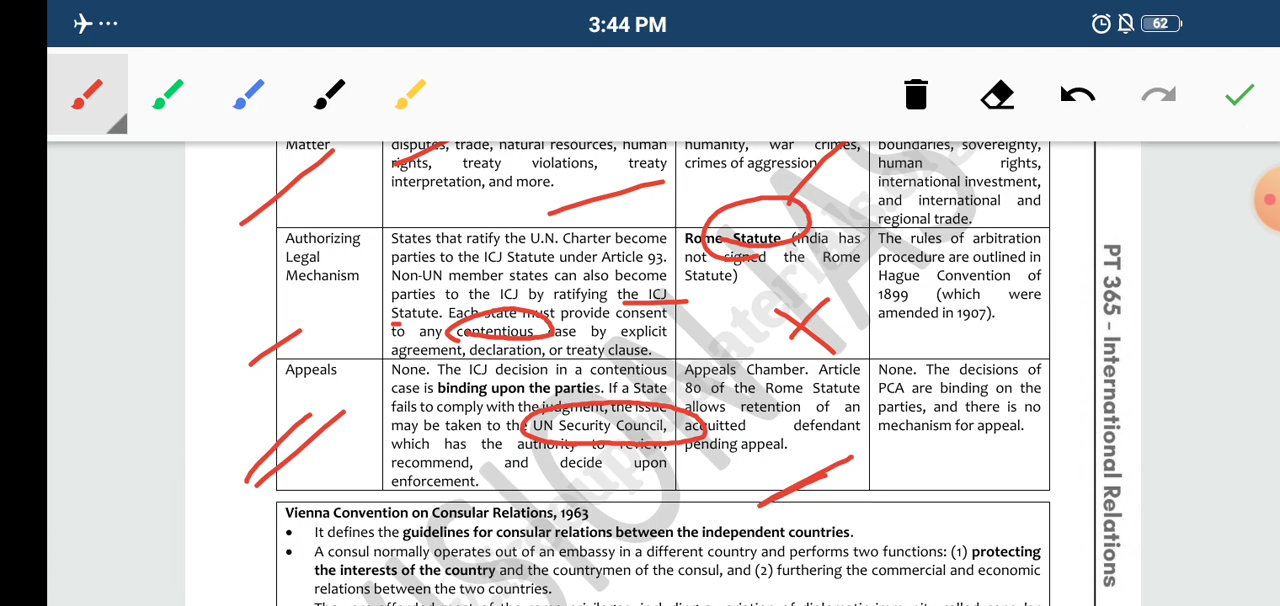 3:44 PM
62
Matter
disputes, trade, natural resources, human
rights, treaty violations, treaty
interpretation, and more.
humanity, war crimes,
crimes of aggression
boundaries, sovereignty,
human rights,
international investment,
and international and
regional trade.
Authorizing
Legal
Mechanism
States that ratify the U.N. Charter become
parties to the ICJ Statute under Article 93.
Non-UN member states can also become
parties to the ICJ by ratifying the ICJ
Statute. Each state must provide consent
to any contentious case by explicit
agreement, declaration, or treaty clause.
Rome Statute (India has
not signed the Rome
Statute)
The rules of arbitration
procedure are outlined in
Hague Convention of
1899 (which were
amended in 1907).
Appeals
None. The ICJ decision in a contentious
case is binding upon the parties. If a State
fails to comply with the judgment, the issue
may be taken to the UN Security Council,
which has the authority to review,
recommend, and decide upon
enforcement.
Appeals Chamber. Article
80 of the Rome Statute
allows retention of an
acquitted defendant
pending appeal.
None. The decisions of
PCA are binding on the
parties, and there is no
mechanism for appeal.
Vienna Convention on Consular Relations, 1963
• It defines the guidelines for consular relations between the independent countries.
• A consul normally operates out of an embassy in a different country and performs two functions: (1) protecting
the interests of the country and the countrymen of the consul, and (2) furthering the commercial and economic
relations between the two countries.
PT 365 - International Relations
VISION IAS